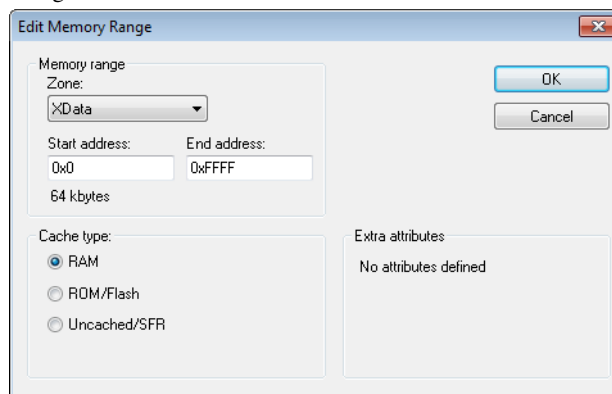 Edit Memory Range
Memory range
Zone:
XData
Start address:
End address:
0x0
0xFFFF
64 kbytes
OK
Cancel
Cache type:
RAM
ROM/Flash
Uncached/SFR
Extra attributes
No attributes defined